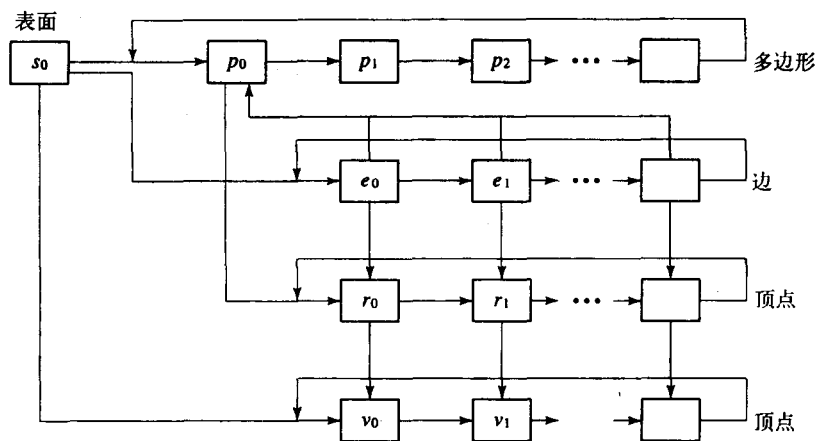 表面
s₀
p₀
p₁
p₂
•••
多边形
e₀
e₁
•••
边
r₀
r₁
•••
顶点
v₀
v₁
顶点